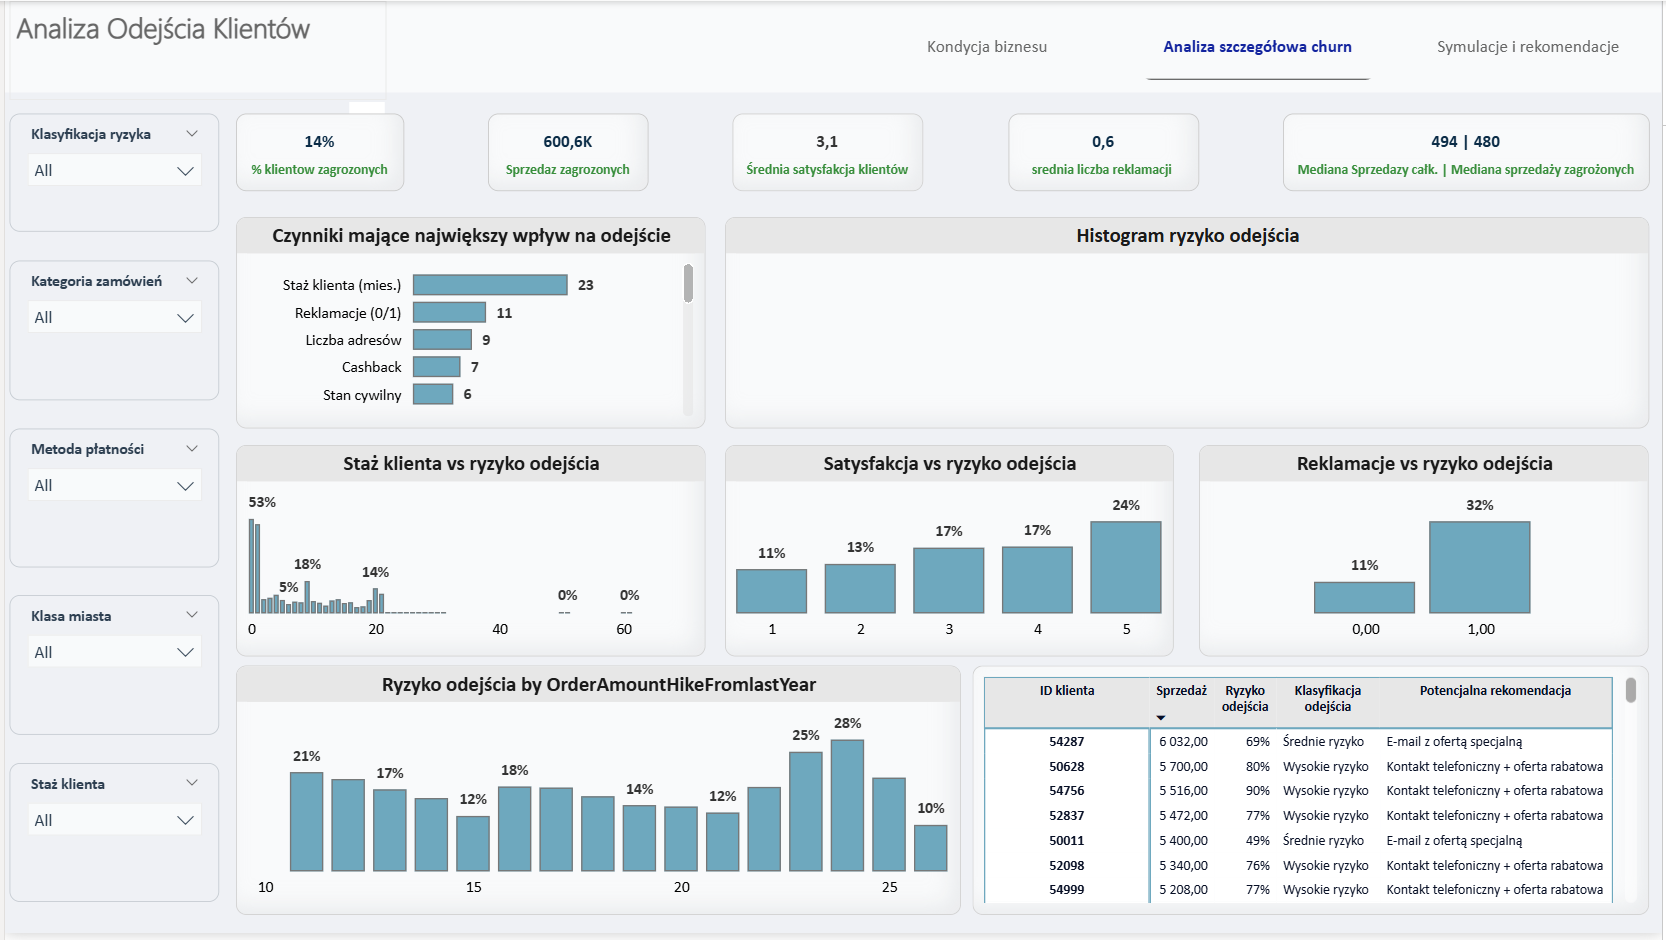 Analiza Odejścia Klientów
Kondycja biznesu
Analiza szczegółowa churn
Symulacje i rekomendacje
Klasyfikacja ryzyka
All
Kategoria zamówień
All
Metoda płatności
All
Klasa miasta
All
Staż klienta
All
14%
% klientow zagrozonych
600,6K
Sprzedaz zagrozonych
3,1
Średnia satysfakcja klientów
0,6
srednia liczba reklamacji
494 | 480
Mediana Sprzedazy całk. | Mediana sprzedaży zagrożonych
Czynniki mające największy wpływ na odejście
Staż klienta (mies.) 23
Reklamacje (0/1) 11
Liczba adresów 9
Cashback 7
Stan cywilny 6
Histogram ryzyko odejścia
Staż klienta vs ryzyko odejścia
53%
5%
18%
14%
0%
0%
0 20 40 60
Satysfakcja vs ryzyko odejścia
11% 13% 17% 17% 24%
1 2 3 4 5
Reklamacje vs ryzyko odejścia
11% 32%
0,00 1,00
Ryzyko odejścia by OrderAmountHikeFromlastYear
21% 17% 12% 18% 14% 12% 25% 28% 10%
10 15 20 25
ID klienta Sprzedaż Ryzyko odejścia Klasyfikacja odejścia Potencjalna rekomendacja
54287 6 032,00 69% Średnie ryzyko E-mail z ofertą specjalną
50628 5 700,00 80% Wysokie ryzyko Kontakt telefoniczny + oferta rabatowa
54756 5 516,00 90% Wysokie ryzyko Kontakt telefoniczny + oferta rabatowa
52837 5 472,00 77% Wysokie ryzyko Kontakt telefoniczny + oferta rabatowa
50011 5 400,00 49% Średnie ryzyko E-mail z ofertą specjalną
52098 5 340,00 76% Wysokie ryzyko Kontakt telefoniczny + oferta rabatowa
54999 5 208,00 77% Wysokie ryzyko Kontakt telefoniczny + oferta rabatowa